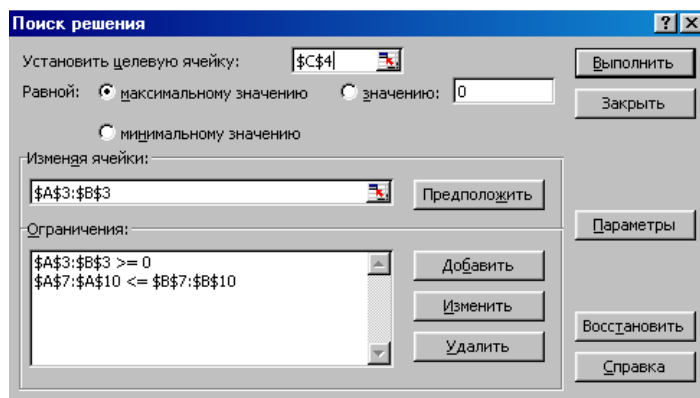 Поиск решения
Установить целевую ячейку: $C$4 Выполнить
Равной: максимальному значению значению: 0 Закрыть
минимальному значению
Изменяя ячейки:
$A$3:$B$3 Предположить
Параметры
Ограничения:
$A$3:$B$3 >= 0 Добавить
$A$7:$A$10 <= $B$7:$B$10
Изменить
Восстановить
Удалить
Справка